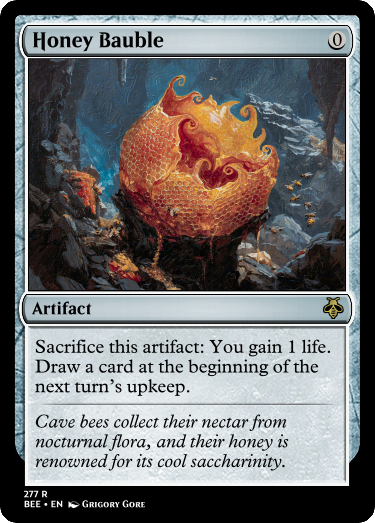 Honey Bauble 0
Artifact
Sacrifice this artifact: You gain 1 life.
Draw a card at the beginning of the
next turn's upkeep.
Cave bees collect their nectar from
nocturnal flora, and their honey is
renowned for its cool saccharinity.
277 R
BEE • EN Grigory Gore